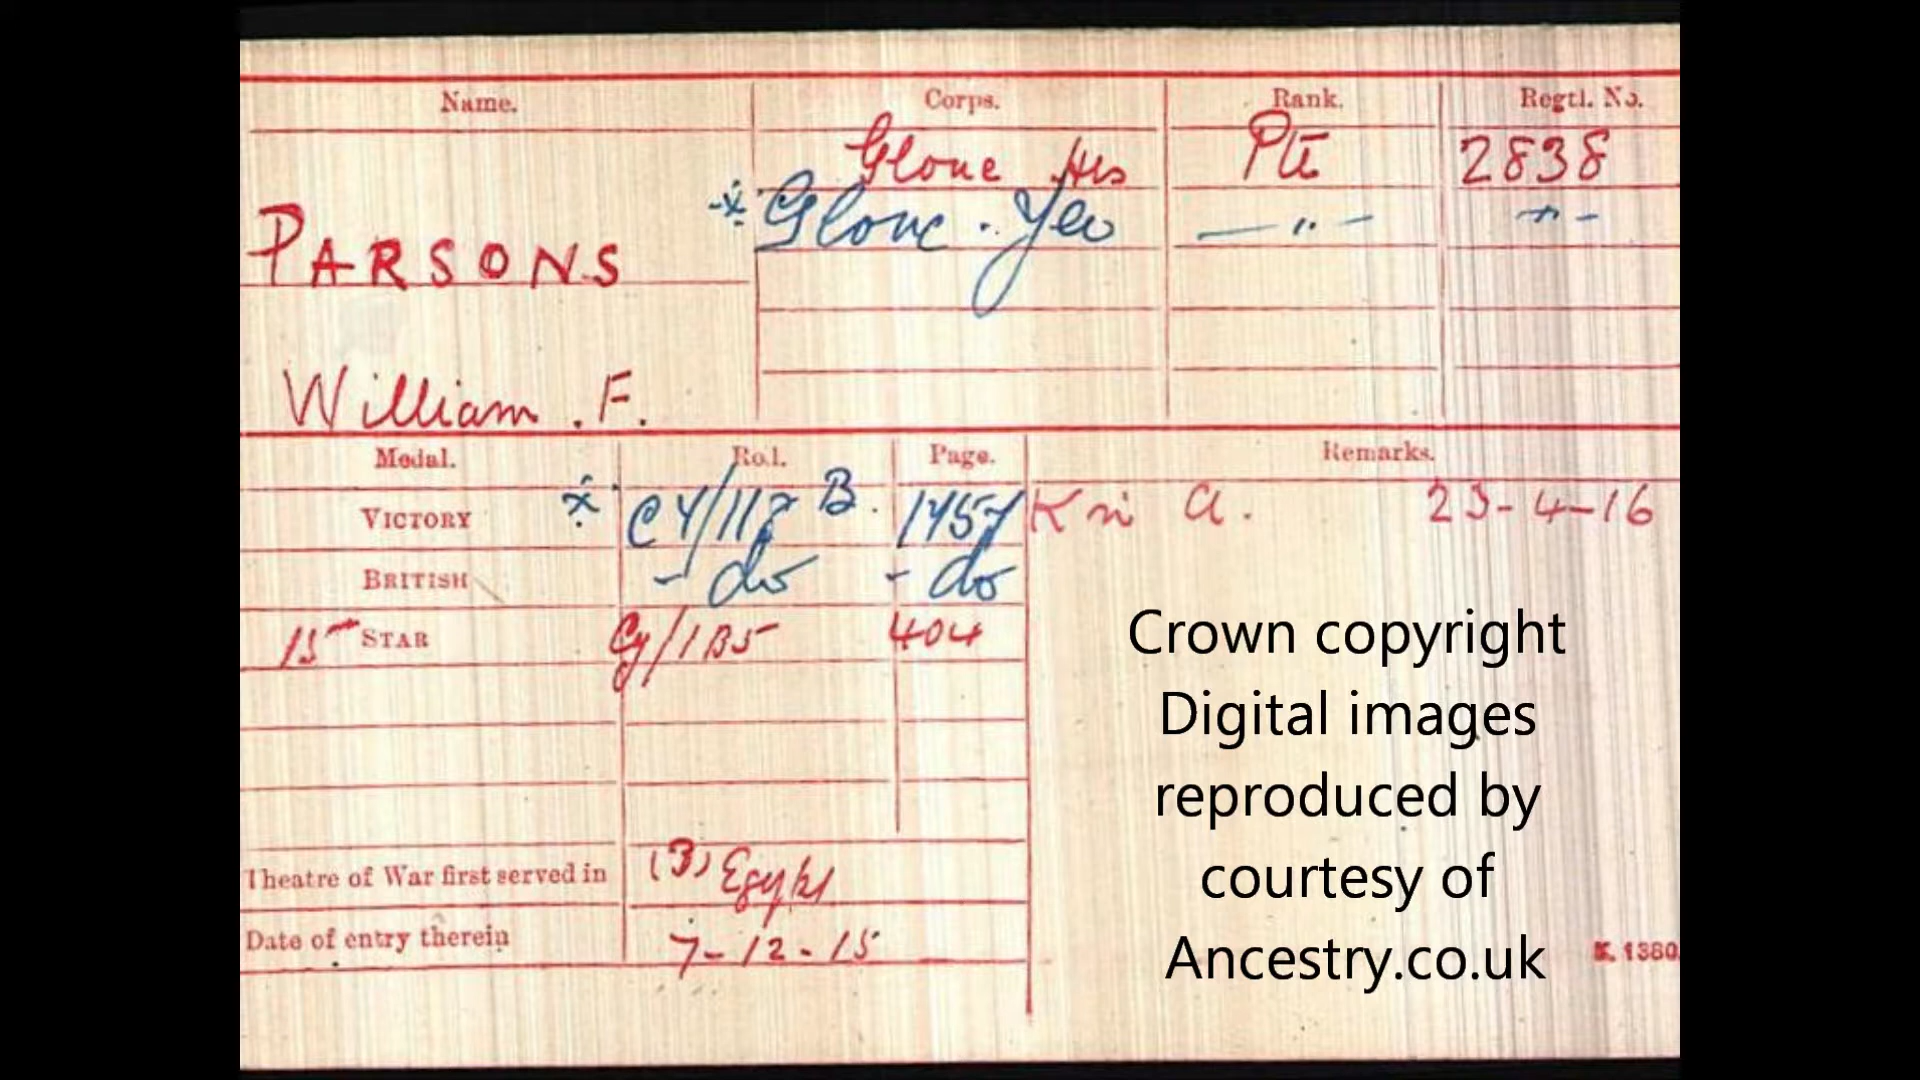 Name. Corps. Rank. Regtl. No.
Glouc Hrs Pte 2838
* Glouc. Yeo — " — — " —
PARSONS
William . F.
Medal. Roll. Page. Remarks.
VICTORY * B. K in A. 23-4-16
BRITISH - do - do
15 STAR 404
Theatre of War first served in (3) Egypt
Date of entry therein 7-12-15
K. 1380
Crown copyright
Digital images
reproduced by
courtesy of
Ancestry.co.uk